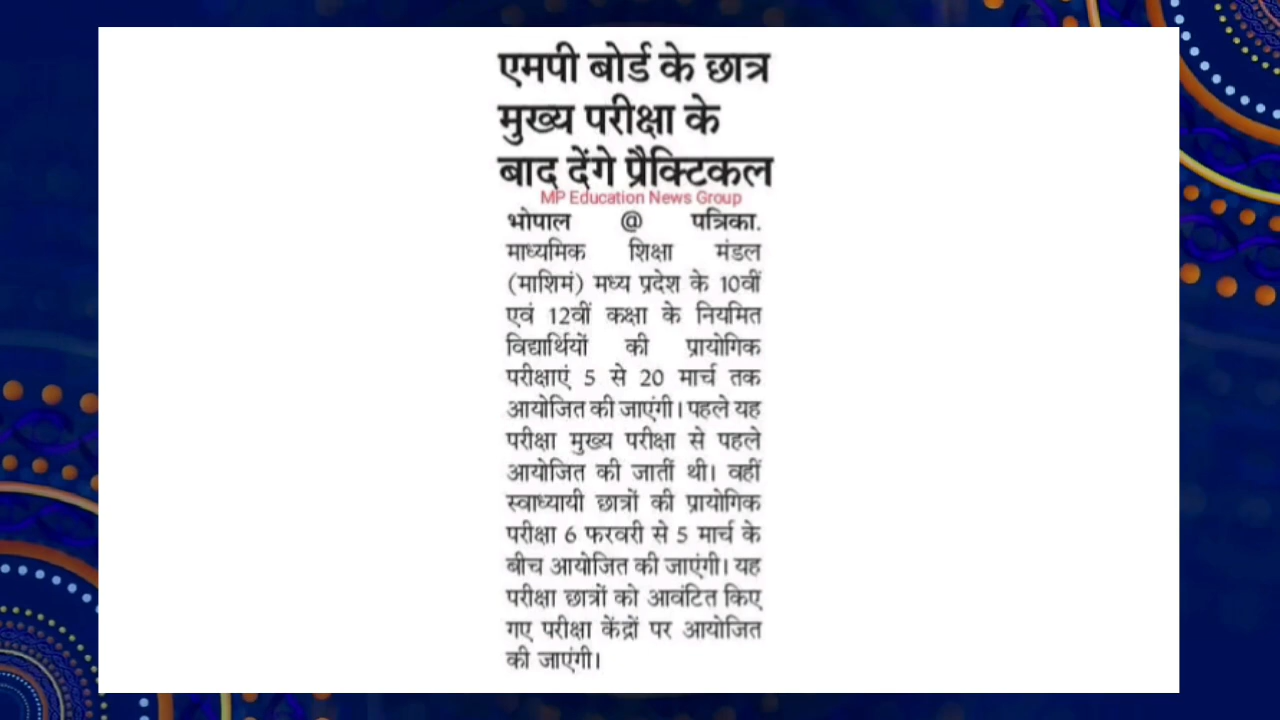 एमपी बोर्ड के छात्र
मुख्य परीक्षा के
बाद देंगे प्रैक्टिकल
MP Education News Group
भोपाल @ पत्रिका.
माध्यमिक शिक्षा मंडल
(माशिमं) मध्य प्रदेश के 10वीं
एवं 12वीं कक्षा के नियमित
विद्यार्थियों की प्रायोगिक
परीक्षाएं 5 से 20 मार्च तक
आयोजित की जाएंगी। पहले यह
परीक्षा मुख्य परीक्षा से पहले
आयोजित की जातीं थी। वहीं
स्वाध्यायी छात्रों की प्रायोगिक
परीक्षा 6 फरवरी से 5 मार्च के
बीच आयोजित की जाएंगी। यह
परीक्षा छात्रों को आवंटित किए
गए परीक्षा केंद्रों पर आयोजित
की जाएंगी।